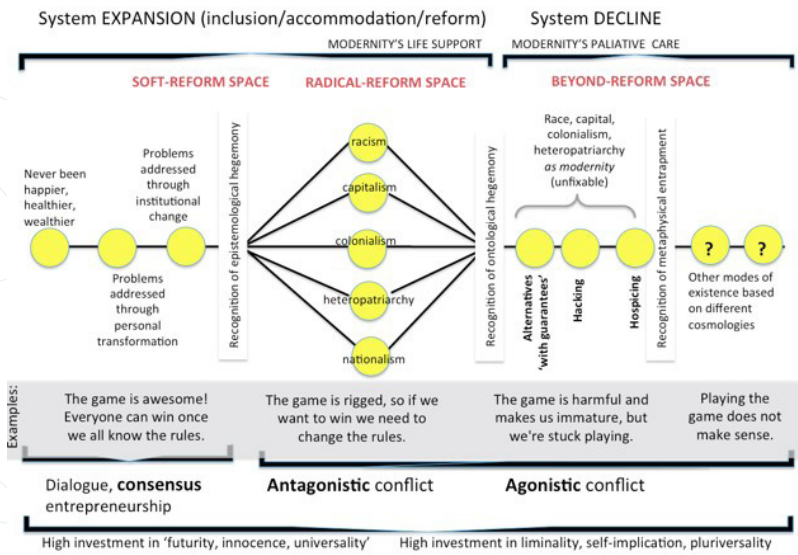 System EXPANSION (inclusion/accommodation/reform)
System DECLINE
MODERNITY'S LIFE SUPPORT
MODERNITY'S PALIATIVE CARE
SOFT-REFORM SPACE
RADICAL-REFORM SPACE
BEYOND-REFORM SPACE
Never been
happier,
healthier,
wealthier
Problems
addressed
through
institutional
change
Problems
addressed
through
personal
transformation
Recognition of epistemological hegemony
racism
capitalism
colonialism
heteropatriarchy
nationalism
Recognition of ontological hegemony
Race, capital,
colonialism,
heteropatriarchy
as modernity
(unfixable)
Alternatives
'with guarantees'
Hacking
Hospicing
Recognition of metaphysical entrapment
?
?
Other modes of
existence based
on different
cosmologies
Examples:
The game is awesome!
Everyone can win once
we all know the rules.
The game is rigged, so if we
want to win we need to
change the rules.
The game is harmful and
makes us immature, but
we're stuck playing.
Playing the
game does not
make sense.
Dialogue, consensus
entrepreneurship
Antagonistic conflict
Agonistic conflict
High investment in 'futurity, innocence, universality'
High investment in liminality, self-implication, pluriversality